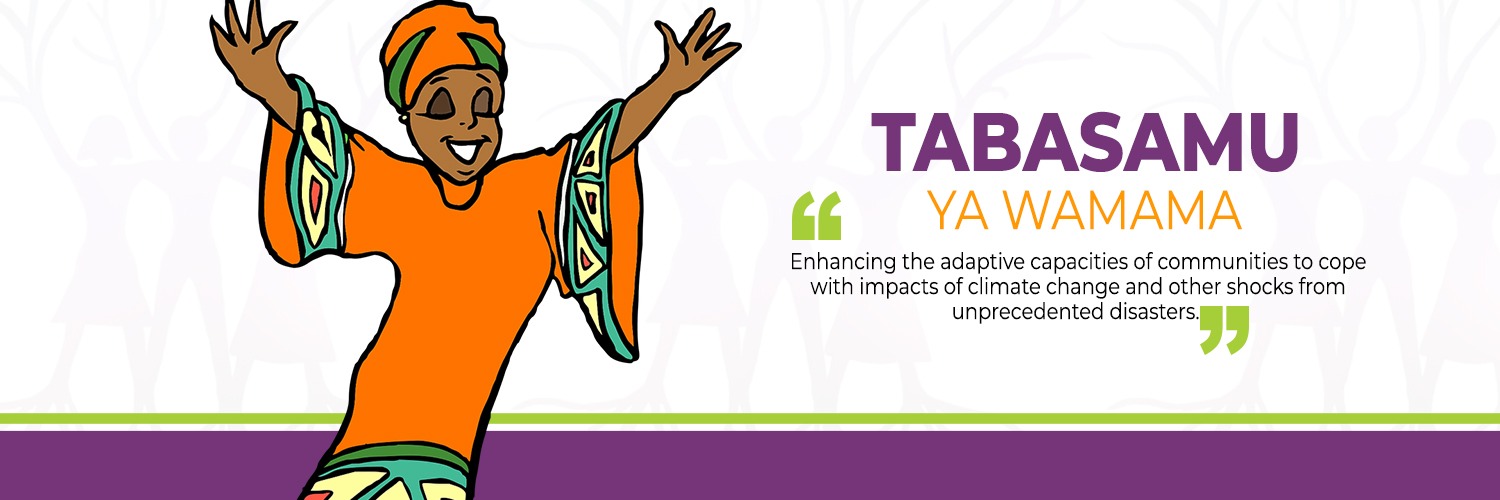 TABASAMU
YA WAMAMA
“Enhancing the adaptive capacities of communities to cope
with impacts of climate change and other shocks from
unprecedented disasters.”